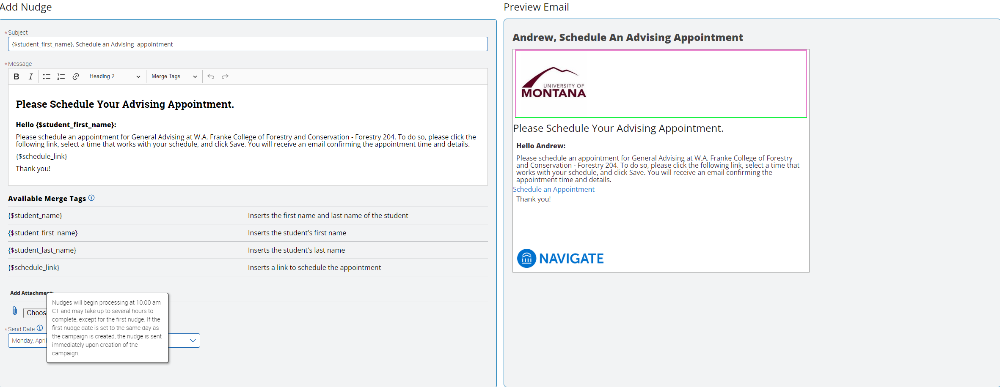 Add Nudge
*Subject
{$student_first_name}, Schedule an Advising  appointment
*Message
B I Heading 2 Merge Tags
Please Schedule Your Advising Appointment.
Hello {$student_first_name}:
Please schedule an appointment for General Advising at W.A. Franke College of Forestry and Conservation - Forestry 204. To do so, please click the
following link, select a time that works with your schedule, and click Save. You will receive an email confirming the appointment time and details.
{$schedule_link}
Thank you!
Available Merge Tags
{$student_name} Inserts the first name and last name of the student
{$student_first_name} Inserts the student's first name
{$student_last_name} Inserts the student's last name
{$schedule_link} Inserts a link to schedule the appointment
Add Attachment:
Choos
*Send Date
Monday, April
Nudges will begin processing at 10:00 am
CT and may take up to several hours to
complete, except for the first nudge. If the
first nudge date is set to the same day as
the campaign is created, the nudge is sent
immediately upon creation of the
campaign.
Preview Email
Andrew, Schedule An Advising Appointment
UNIVERSITY OF
MONTANA
Please Schedule Your Advising Appointment.
Hello Andrew:
Please schedule an appointment for General Advising at W.A. Franke College of Forestry
and Conservation - Forestry 204. To do so, please click the following link, select a time that
works with your schedule, and click Save. You will receive an email confirming the
appointment time and details.
Schedule an Appointment
Thank you!
NAVIGATE